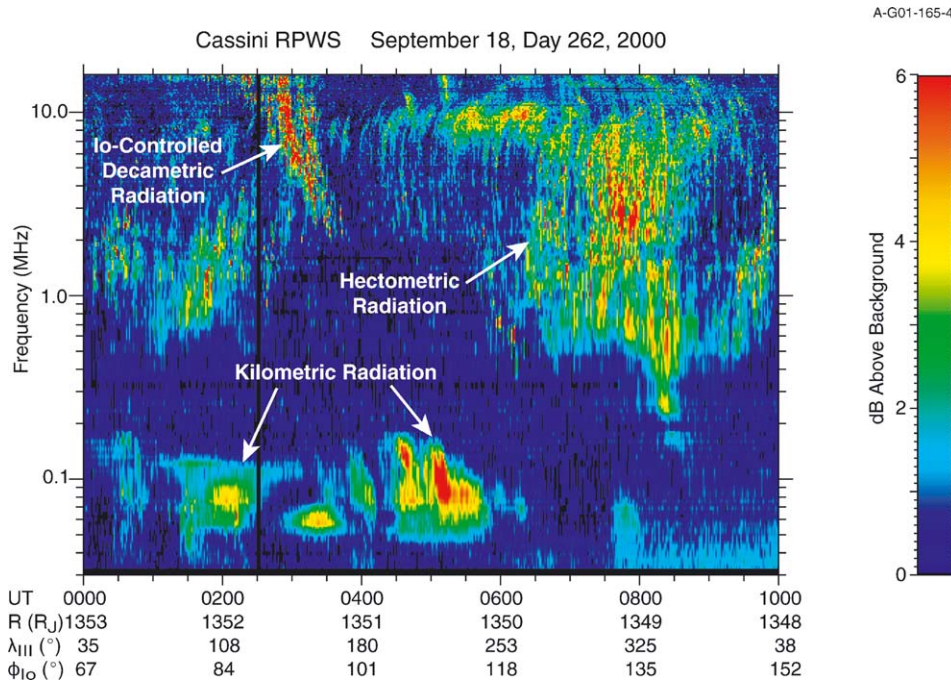 A-G01-165-4
Cassini RPWS September 18, Day 262, 2000
10.0
1.0
0.1
Frequency (MHz)
Io-Controlled
Decametric
Radiation
Hectometric
Radiation
Kilometric Radiation
6
4
2
0
dB Above Background
UT 0000 0200 0400 0600 0800 1000
R (RJ) 1353 1352 1351 1350 1349 1348
λIII (°) 35 108 180 253 325 38
ϕIo (°) 67 84 101 118 135 152